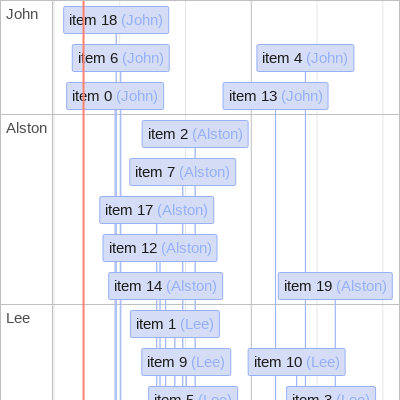 John
item 18 (John)
item 6 (John)
item 4 (John)
item 0 (John)
item 13 (John)
Alston
item 2 (Alston)
item 7 (Alston)
item 17 (Alston)
item 12 (Alston)
item 14 (Alston)
item 19 (Alston)
Lee
item 1 (Lee)
item 9 (Lee)
item 10 (Lee)
item 5 (Lee)
item 3 (Lee)